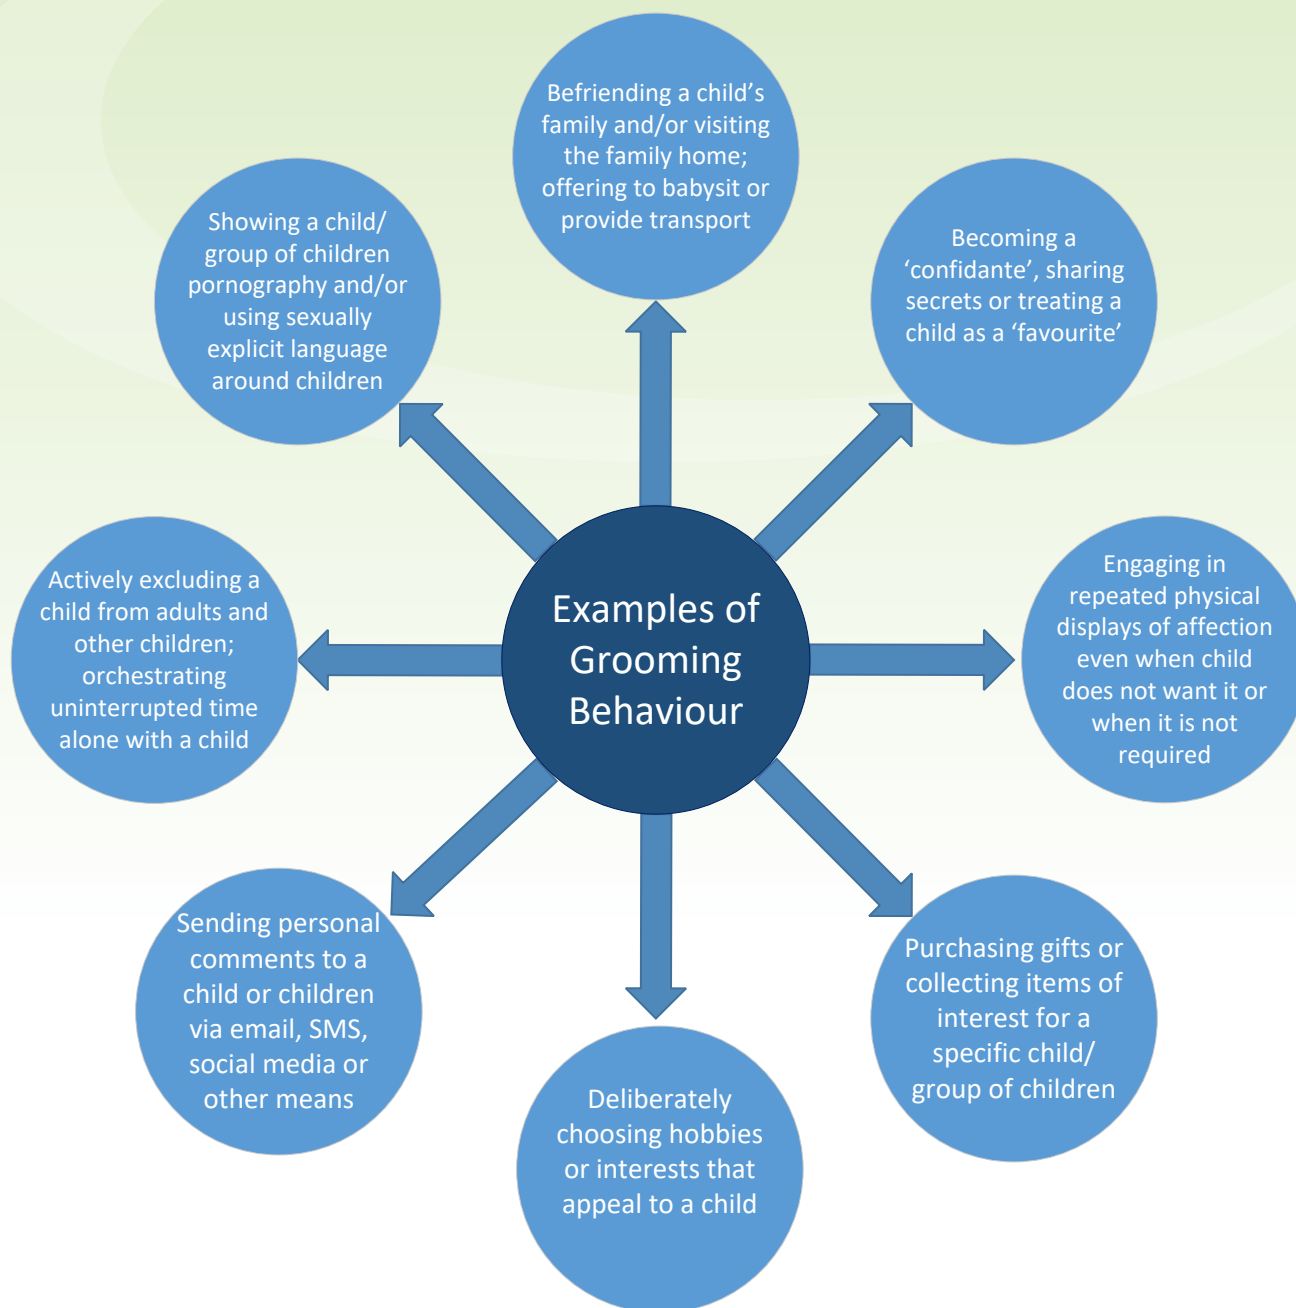 Examples of
Grooming
Behaviour
Befriending a child’s
family and/or visiting
the family home;
offering to babysit or
provide transport
Becoming a
‘confidante’, sharing
secrets or treating a
child as a ‘favourite’
Engaging in
repeated physical
displays of affection
even when child
does not want it or
when it is not
required
Purchasing gifts or
collecting items of
interest for a
specific child/
group of children
Deliberately
choosing hobbies
or interests that
appeal to a child
Sending personal
comments to a
child or children
via email, SMS,
social media or
other means
Actively excluding a
child from adults and
other children;
orchestrating
uninterrupted time
alone with a child
Showing a child/
group of children
pornography and/or
using sexually
explicit language
around children